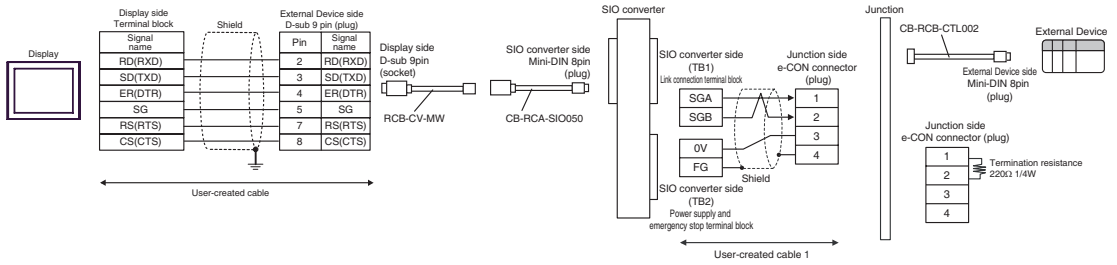 Display
Display side
Terminal block
Shield
External Device side
D-sub 9 pin (plug)
Signal
name
Pin
Signal
name
RD(RXD)
2
RD(RXD)
SD(TXD)
3
SD(TXD)
ER(DTR)
4
ER(DTR)
SG
5
SG
RS(RTS)
7
RS(RTS)
CS(CTS)
8
CS(CTS)
User-created cable
Display side
D-sub 9pin
(socket)
RCB-CV-MW
SIO converter side
Mini-DIN 8pin
(plug)
CB-RCA-SIO050
SIO converter
SIO converter side
(TB1)
Link connection terminal block
SGA
SGB
0V
FG
Shield
SIO converter side
(TB2)
Power supply and
emergency stop terminal block
Junction side
e-CON connector
(plug)
1
2
3
4
User-created cable 1
Junction
CB-RCB-CTL002
External Device side
Mini-DIN 8pin
(plug)
External Device
Junction side
e-CON connector (plug)
1
2
3
4
Termination resistance
220Ω 1/4W